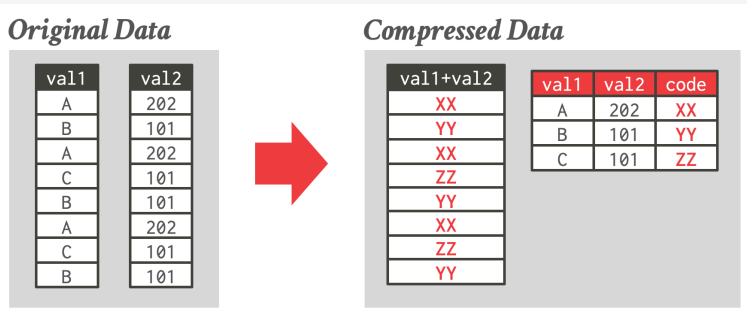 Original Data
val1 val2
A 202
B 101
A 202
C 101
B 101
A 202
C 101
B 101
Compressed Data
val1+val2
XX
YY
XX
ZZ
YY
XX
ZZ
YY
val1 val2 code
A 202 XX
B 101 YY
C 101 ZZ